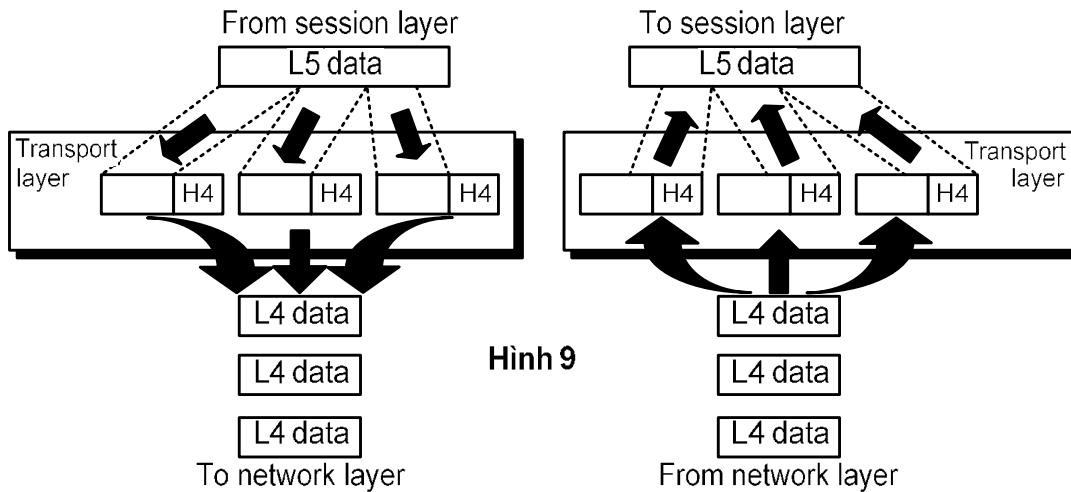 From session layer
L5 data
Transport
layer
H4
H4
H4
L4 data
L4 data
L4 data
To network layer
Hình 9
To session layer
L5 data
Transport
layer
H4
H4
H4
L4 data
L4 data
L4 data
From network layer